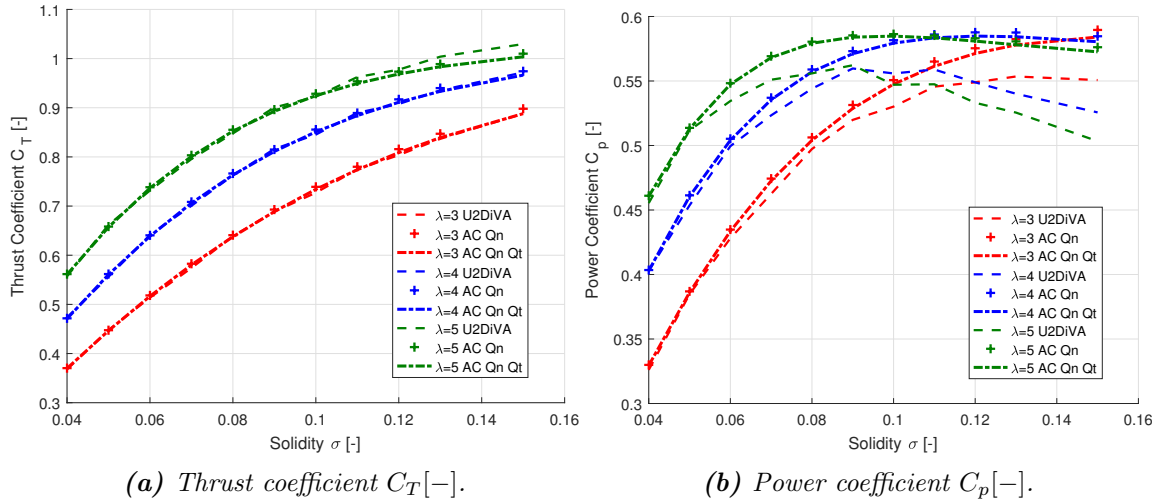 1.1
1
0.9
0.8
0.7
0.6
0.5
0.4
0.3
Thrust Coefficient C_T [-]
0.04 0.06 0.08 0.1 0.12 0.14 0.16
Solidity σ [-]
λ=3 U2DiVA
λ=3 AC Qn
λ=3 AC Qn Qt
λ=4 U2DiVA
λ=4 AC Qn
λ=4 AC Qn Qt
λ=5 U2DiVA
λ=5 AC Qn
λ=5 AC Qn Qt
(a) Thrust coefficient C_T[−].
0.6
0.55
0.5
0.45
0.4
0.35
0.3
Power Coefficient C_p [-]
0.04 0.06 0.08 0.1 0.12 0.14 0.16
Solidity σ [-]
λ=3 U2DiVA
λ=3 AC Qn
λ=3 AC Qn Qt
λ=4 U2DiVA
λ=4 AC Qn
λ=4 AC Qn Qt
λ=5 U2DiVA
λ=5 AC Qn
λ=5 AC Qn Qt
(b) Power coefficient C_p[−].